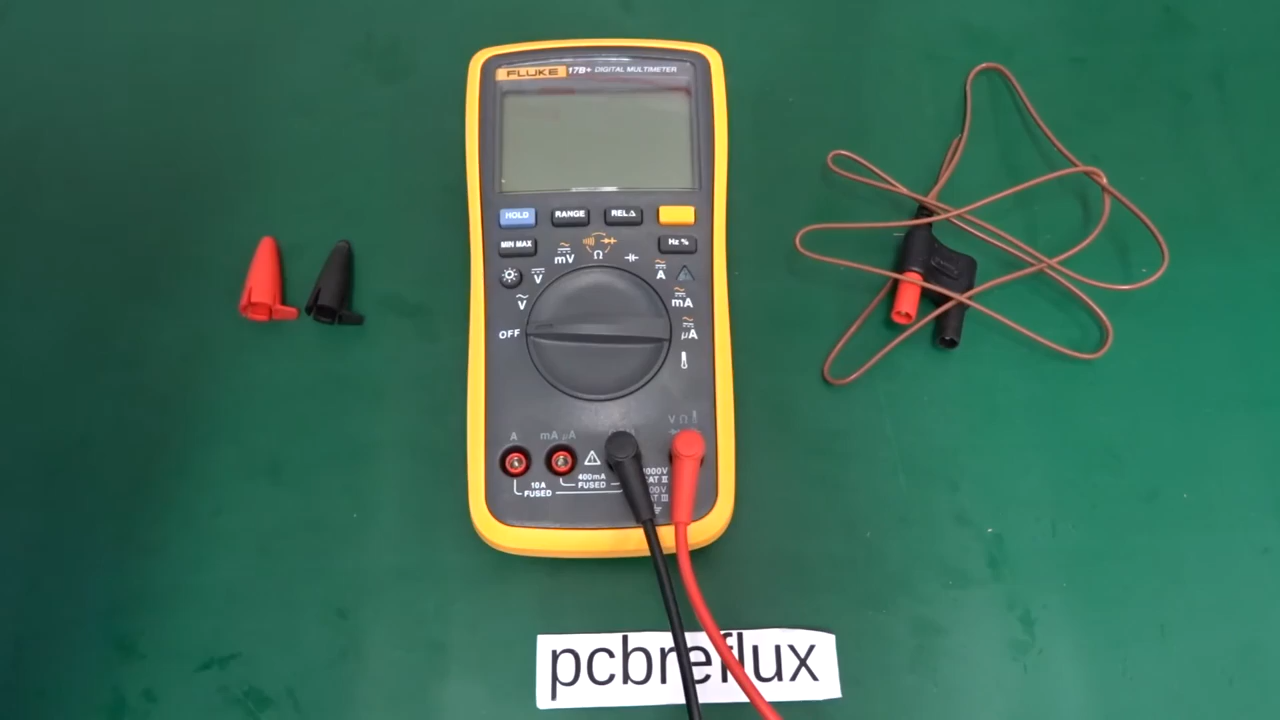 FLUKE 17B+ DIGITAL MULTIMETER
HOLD RANGE REL△
MIN MAX Hz %
mV Ω
V A
V mA
OFF μA
A mA μA V Ω
10A FUSED
400mA FUSED
pcbreflux